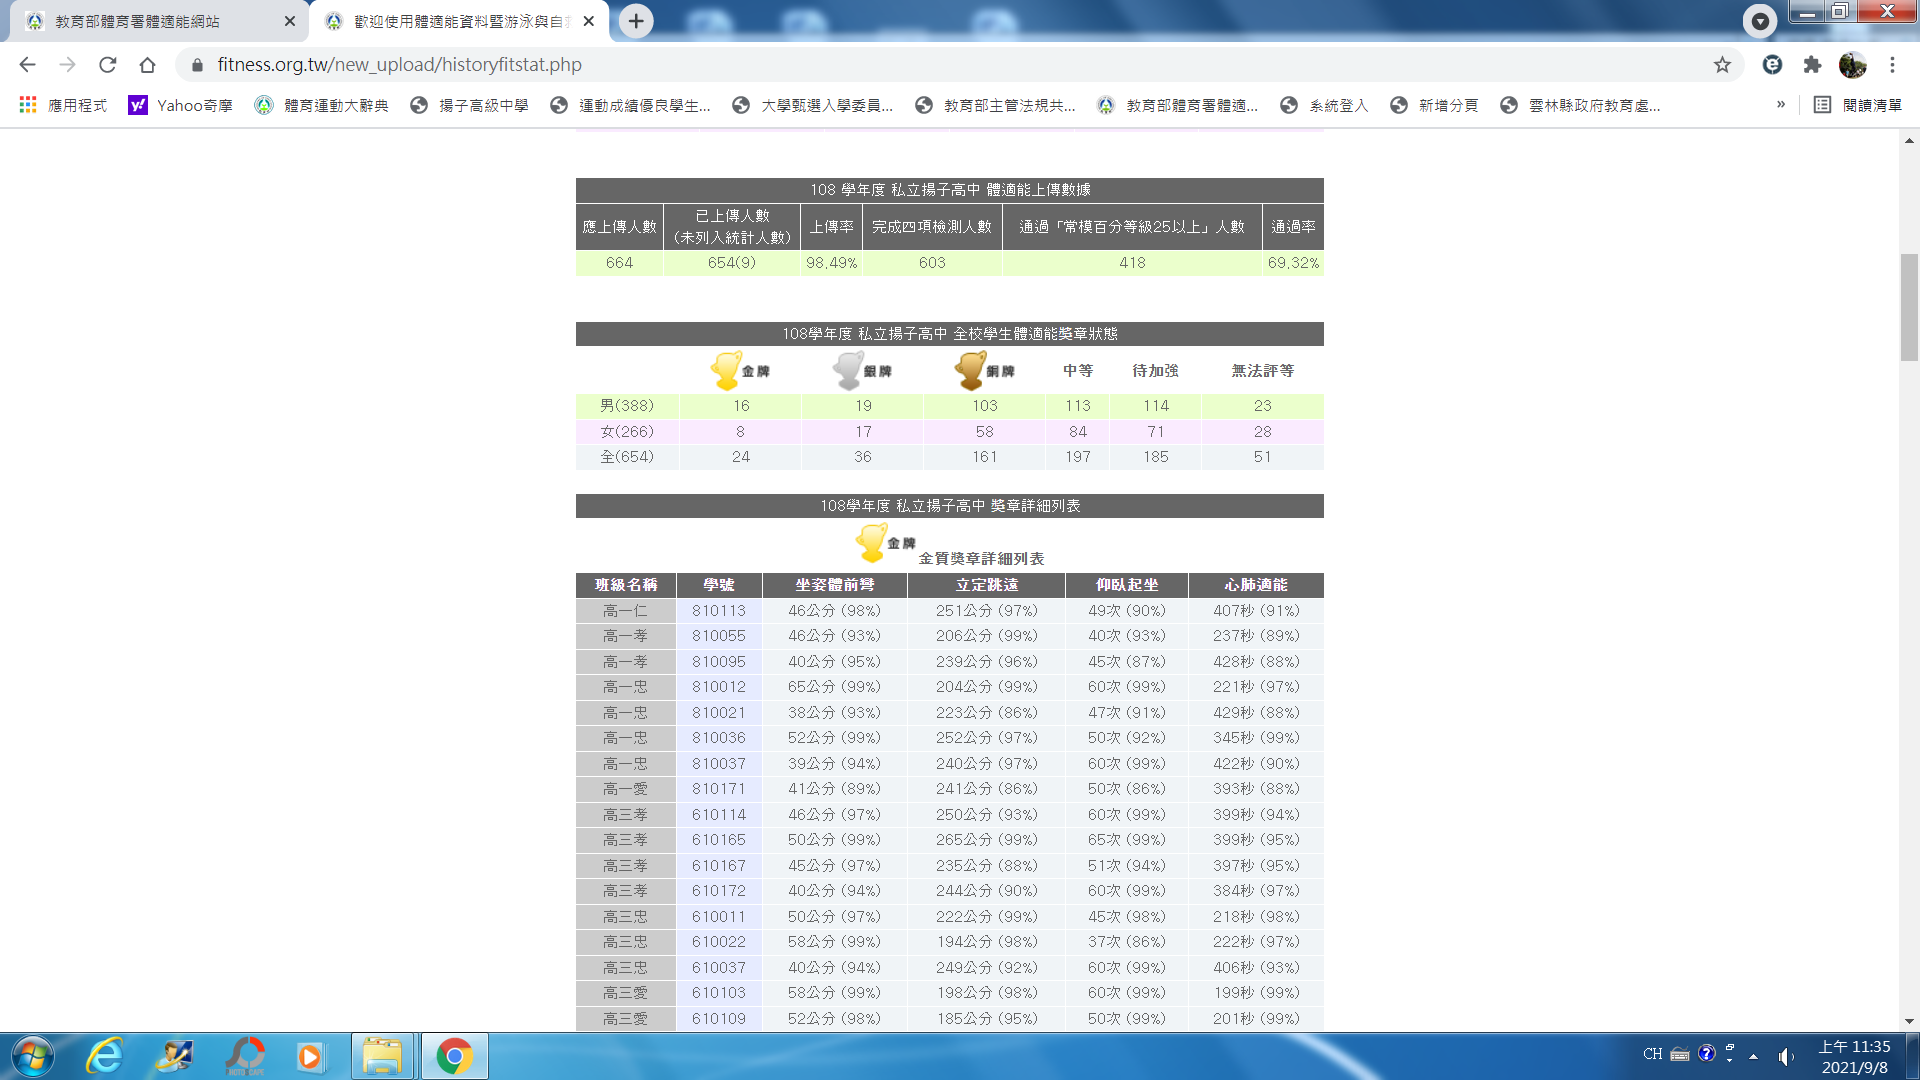 教育部體育署體適能網站
歡迎使用體適能資料暨游泳與自
fitness.org.tw/new_upload/historyfitstat.php
應用程式 Yahoo奇摩 體育運動大辭典 揚子高級中學 運動成績優良學生... 大學甄選入學委員... 教育部主管法規共... 教育部體育署體適... 系統登入 新增分頁 雲林縣政府教育處... » 閱讀清單
108 學年度 私立揚子高中 體適能上傳數據
應上傳人數 已上傳人數 (未列入統計人數) 上傳率 完成四項檢測人數 通過「常模百分等級25以上」人數 通過率
664 654(9) 98.49% 603 418 69.32%
108學年度 私立揚子高中 全校學生體適能獎章狀態
金牌 銀牌 銅牌 中等 待加強 無法評等
男(388) 16 19 103 113 114 23
女(266) 8 17 58 84 71 28
全(654) 24 36 161 197 185 51
108學年度 私立揚子高中 獎章詳細列表
金牌 金質獎章詳細列表
班級名稱 學號 坐姿體前彎 立定跳遠 仰臥起坐 心肺適能
高一仁 810113 46公分 (98%) 251公分 (97%) 49次 (90%) 407秒 (91%)
高一孝 810055 46公分 (93%) 206公分 (99%) 40次 (93%) 237秒 (89%)
高一孝 810095 40公分 (95%) 239公分 (96%) 45次 (87%) 428秒 (88%)
高一忠 810012 65公分 (99%) 204公分 (99%) 60次 (99%) 221秒 (97%)
高一忠 810021 38公分 (93%) 223公分 (86%) 47次 (91%) 429秒 (88%)
高一忠 810036 52公分 (99%) 252公分 (97%) 50次 (92%) 345秒 (99%)
高一忠 810037 39公分 (94%) 240公分 (97%) 60次 (99%) 422秒 (90%)
高一愛 810171 41公分 (89%) 241公分 (86%) 50次 (86%) 393秒 (88%)
高三孝 610114 46公分 (97%) 250公分 (93%) 60次 (99%) 399秒 (94%)
高三孝 610165 50公分 (99%) 265公分 (99%) 65次 (99%) 399秒 (95%)
高三孝 610167 45公分 (97%) 235公分 (88%) 51次 (94%) 397秒 (95%)
高三孝 610172 40公分 (94%) 244公分 (90%) 60次 (99%) 384秒 (97%)
高三忠 610011 50公分 (97%) 222公分 (99%) 45次 (98%) 218秒 (98%)
高三忠 610022 58公分 (99%) 194公分 (98%) 37次 (86%) 222秒 (97%)
高三忠 610037 40公分 (94%) 249公分 (92%) 60次 (99%) 406秒 (93%)
高三愛 610103 58公分 (99%) 198公分 (98%) 60次 (99%) 199秒 (99%)
高三愛 610109 52公分 (98%) 185公分 (95%) 50次 (99%) 201秒 (99%)
CH 上午 11:35
2021/9/8